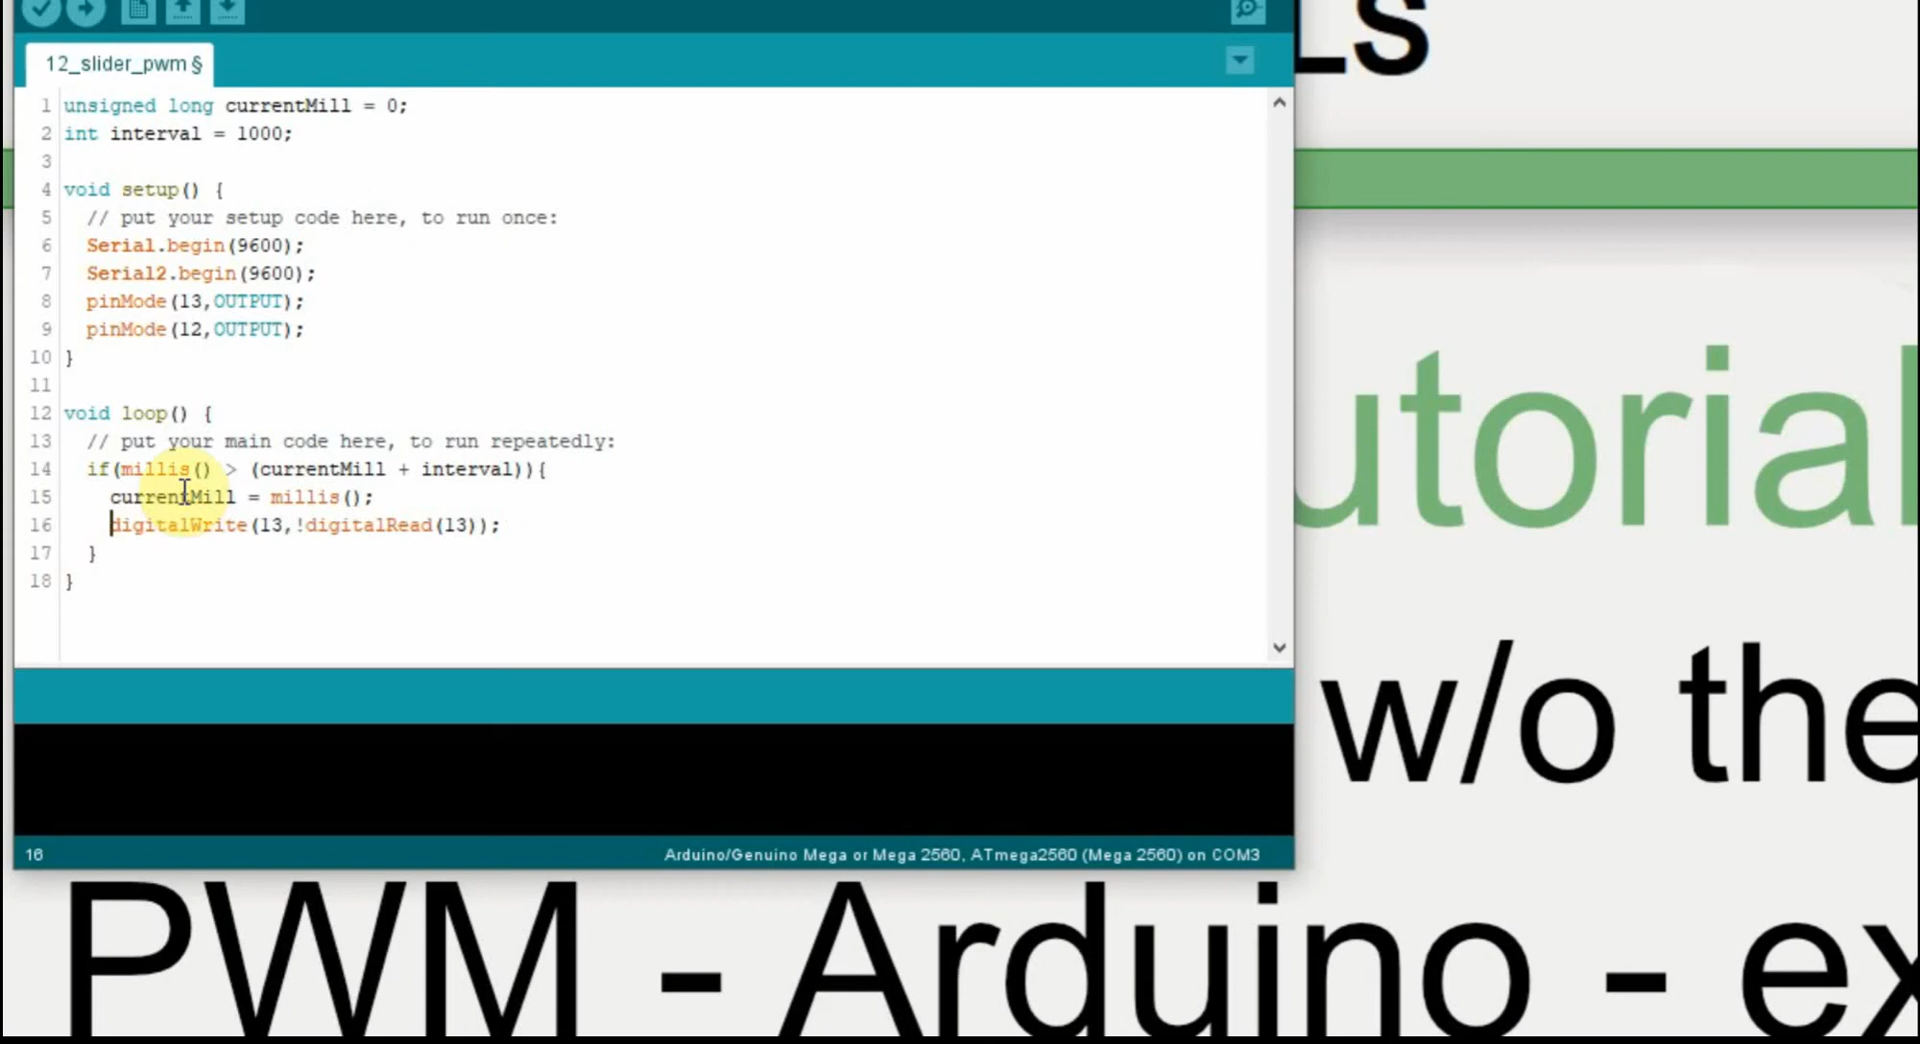 LS
12_slider_pwm §
1 unsigned long currentMill = 0;
2 int interval = 1000;
3
4 void setup() {
5 // put your setup code here, to run once:
6 Serial.begin(9600);
7 Serial2.begin(9600);
8 pinMode(13,OUTPUT);
9 pinMode(12,OUTPUT);
10 }
11
12 void loop() {
13 // put your main code here, to run repeatedly:
14 if(millis() > (currentMill + interval)){
15 currentMill = millis();
16 digitalWrite(13,!digitalRead(13));
17 }
18 }
utorial
w/o the
16 Arduino/Genuino Mega or Mega 2560, ATmega2560 (Mega 2560) on COM3
PWM - Arduino - ex